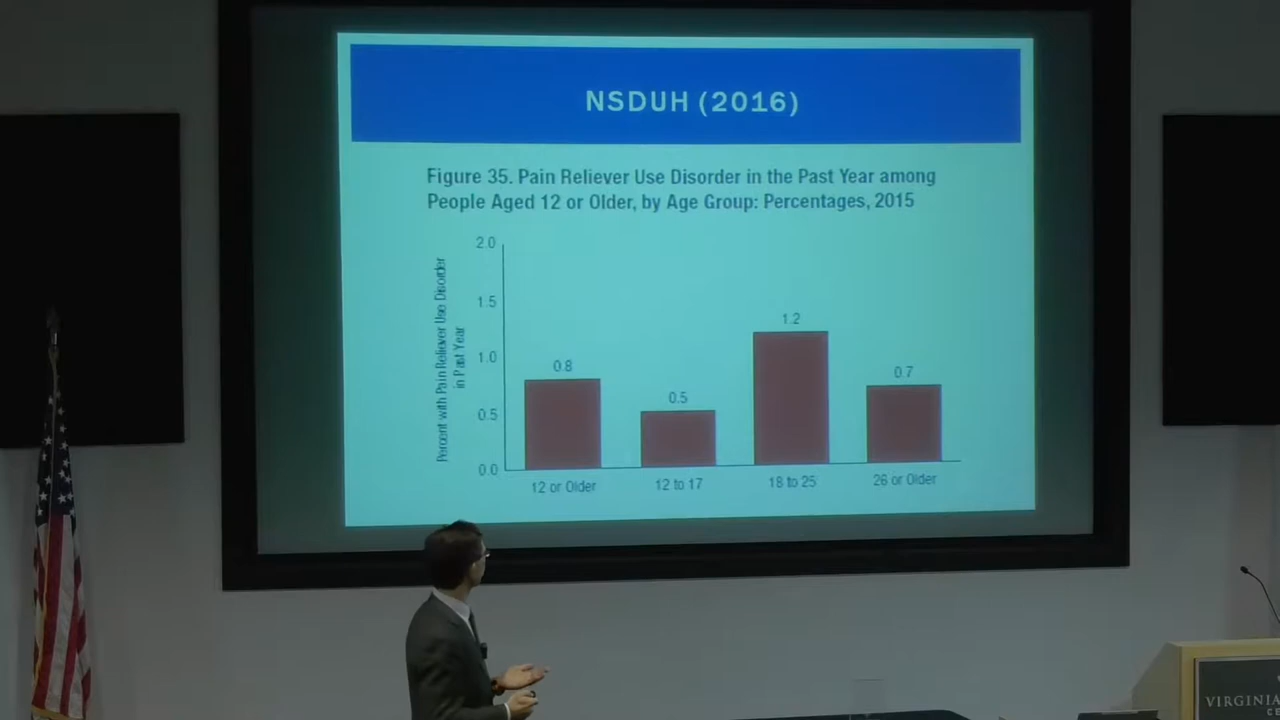 NSDUH (2016)
Figure 35. Pain Reliever Use Disorder in the Past Year among
People Aged 12 or Older, by Age Group: Percentages, 2015
Percent with Pain Reliever Use Disorder
in Past Year
2.0
1.5
1.0
0.5
0.0
0.8
0.5
1.2
0.7
12 or Older
12 to 17
18 to 25
26 or Older
VIRGINIA